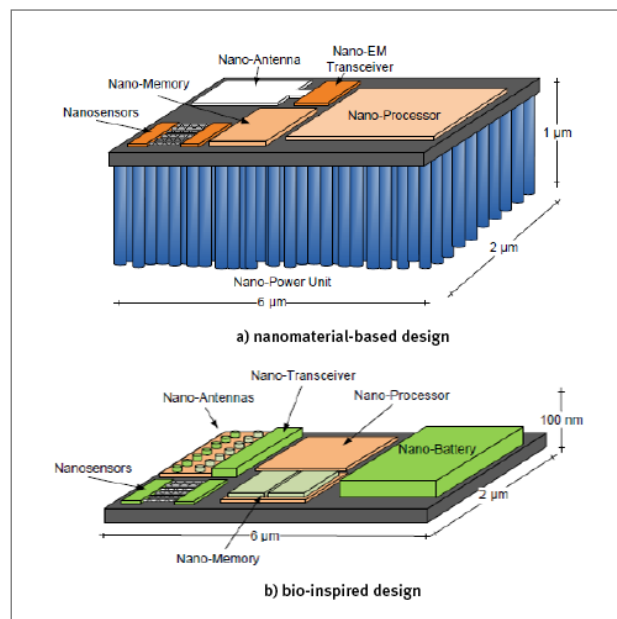 Nano-Antenna
Nano-EM
Transceiver
Nano-Memory
Nanosensors
Nano-Processor
1 µm
2 µm
Nano-Power Unit
6 µm
a) nanomaterial-based design
Nano-Transceiver
Nano-Antennas
Nano-Processor
100 nm
Nanosensors
Nano-Battery
2 µm
6 µm
Nano-Memory
b) bio-inspired design